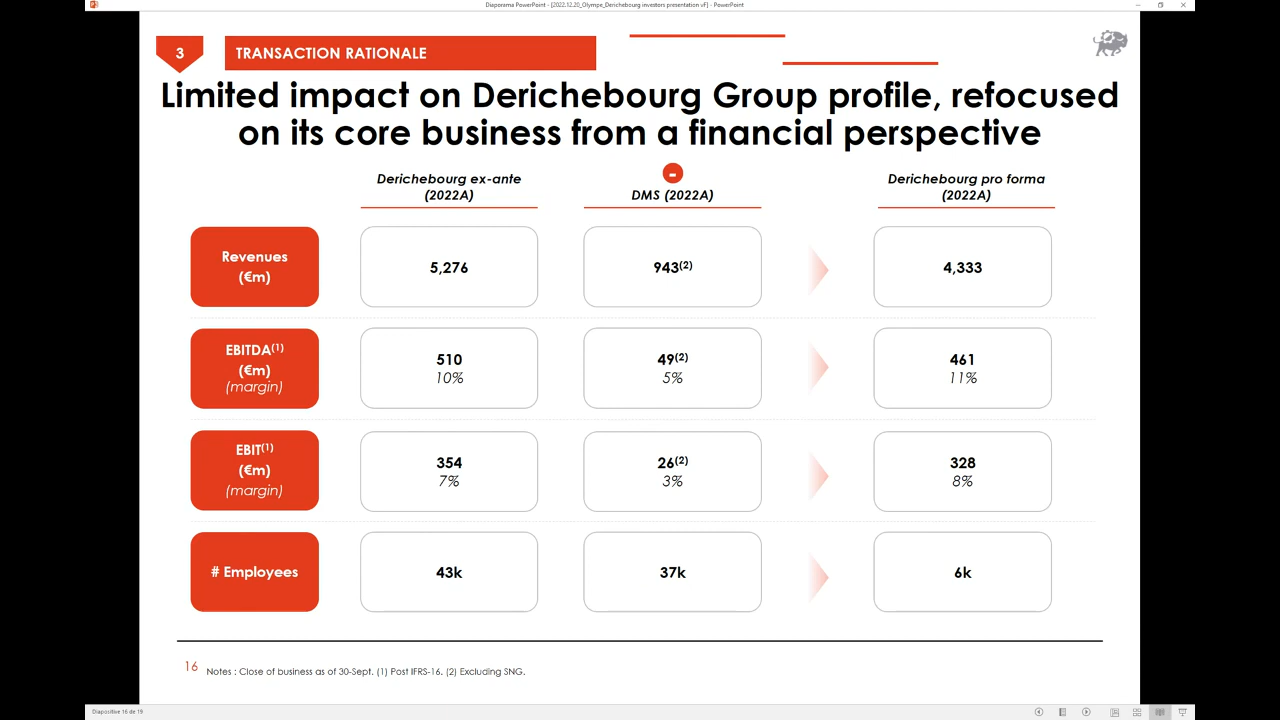 Diaporama PowerPoint - [2022.12.20_Olympe_Derichebourg investors presentation vF] - PowerPoint
3
TRANSACTION RATIONALE
Limited impact on Derichebourg Group profile, refocused
on its core business from a financial perspective
Derichebourg ex-ante
(2022A)
-
DMS (2022A)
Derichebourg pro forma
(2022A)
Revenues
(€m)
5,276
943(2)
4,333
EBITDA(1)
(€m)
(margin)
510
10%
49(2)
5%
461
11%
EBIT(1)
(€m)
(margin)
354
7%
26(2)
3%
328
8%
# Employees
43k
37k
6k
16
Notes : Close of business as of 30-Sept. (1) Post IFRS-16. (2) Excluding SNG.
Diapositive 16 de 19